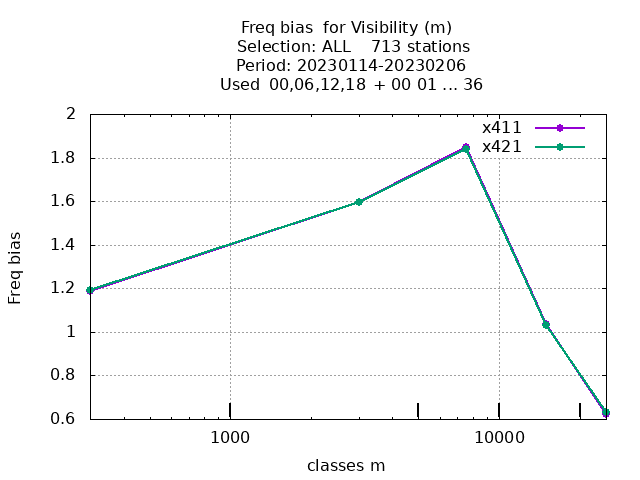 Freq bias for Visibility (m)
Selection: ALL 713 stations
Period: 20230114-20230206
Used 00,06,12,18 + 00 01 ... 36
x411
x421
2
1.8
1.6
1.4
1.2
1
0.8
0.6
Freq bias
1000
10000
classes m